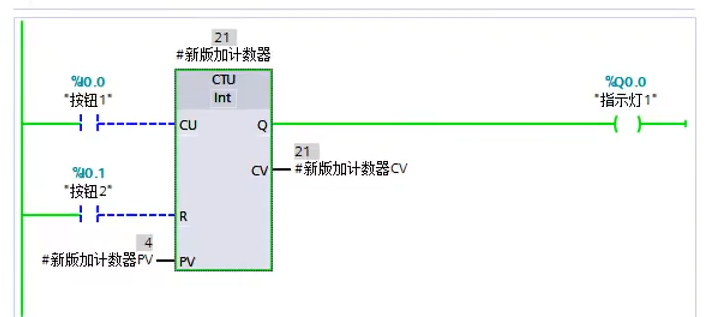 21
#新版加计数器
%I0.0
"按钮1"
CTU
Int
%Q0.0
"指示灯1"
CU
Q
21
CV
#新版加计数器CV
%I0.1
"按钮2"
R
4
#新版加计数器PV
PV